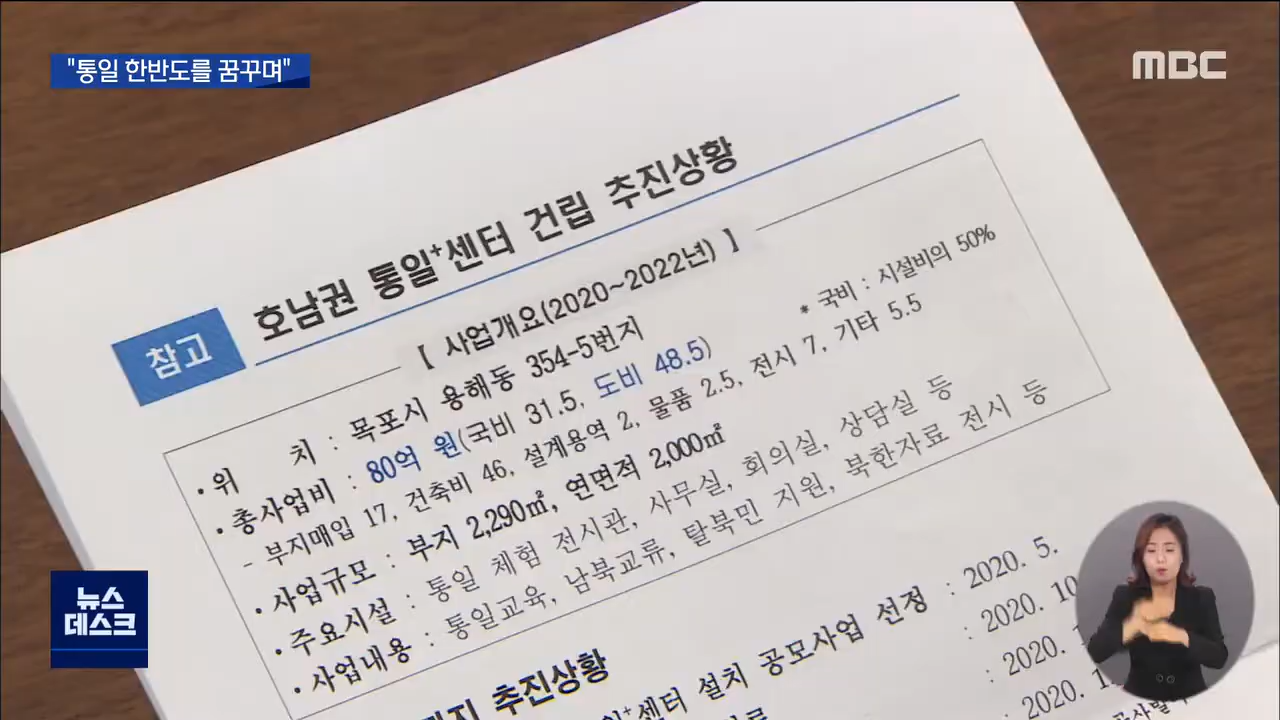 "통일 한반도를 꿈꾸며"
MBC
참고
호남권 통일+센터 건립 추진상황
【 사업개요(2020~2022년) 】
• 위 치 : 목포시 용해동 354-5번지
* 국비 : 시설비의 50%
• 총사업비 : 80억 원(국비 31.5, 도비 48.5)
- 부지매입 17, 건축비 46, 설계용역 2, 물품 2.5, 전시 7, 기타 5.5
• 사업규모 : 부지 2,290㎡, 연면적 2,000㎡
• 주요시설 : 통일 체험 전시관, 사무실, 회의실, 상담실 등
• 사업내용 : 통일교육, 남북교류, 탈북민 지원, 북한자료 전시 등
추진상황
센터 설치 공모사업 선정 : 2020. 5.
: 2020. 10
: 2020.
: 2020.
뉴스
데스크